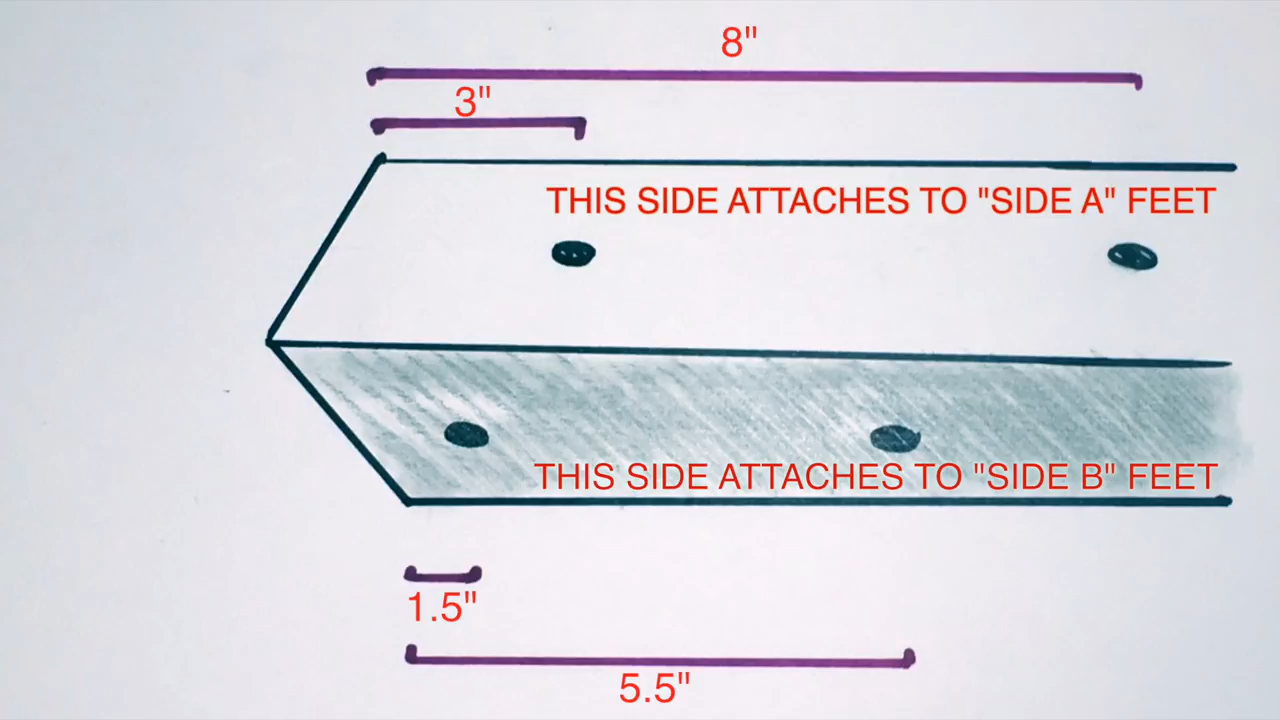 8"
3"
THIS SIDE ATTACHES TO "SIDE A" FEET
THIS SIDE ATTACHES TO "SIDE B" FEET
1.5"
5.5"